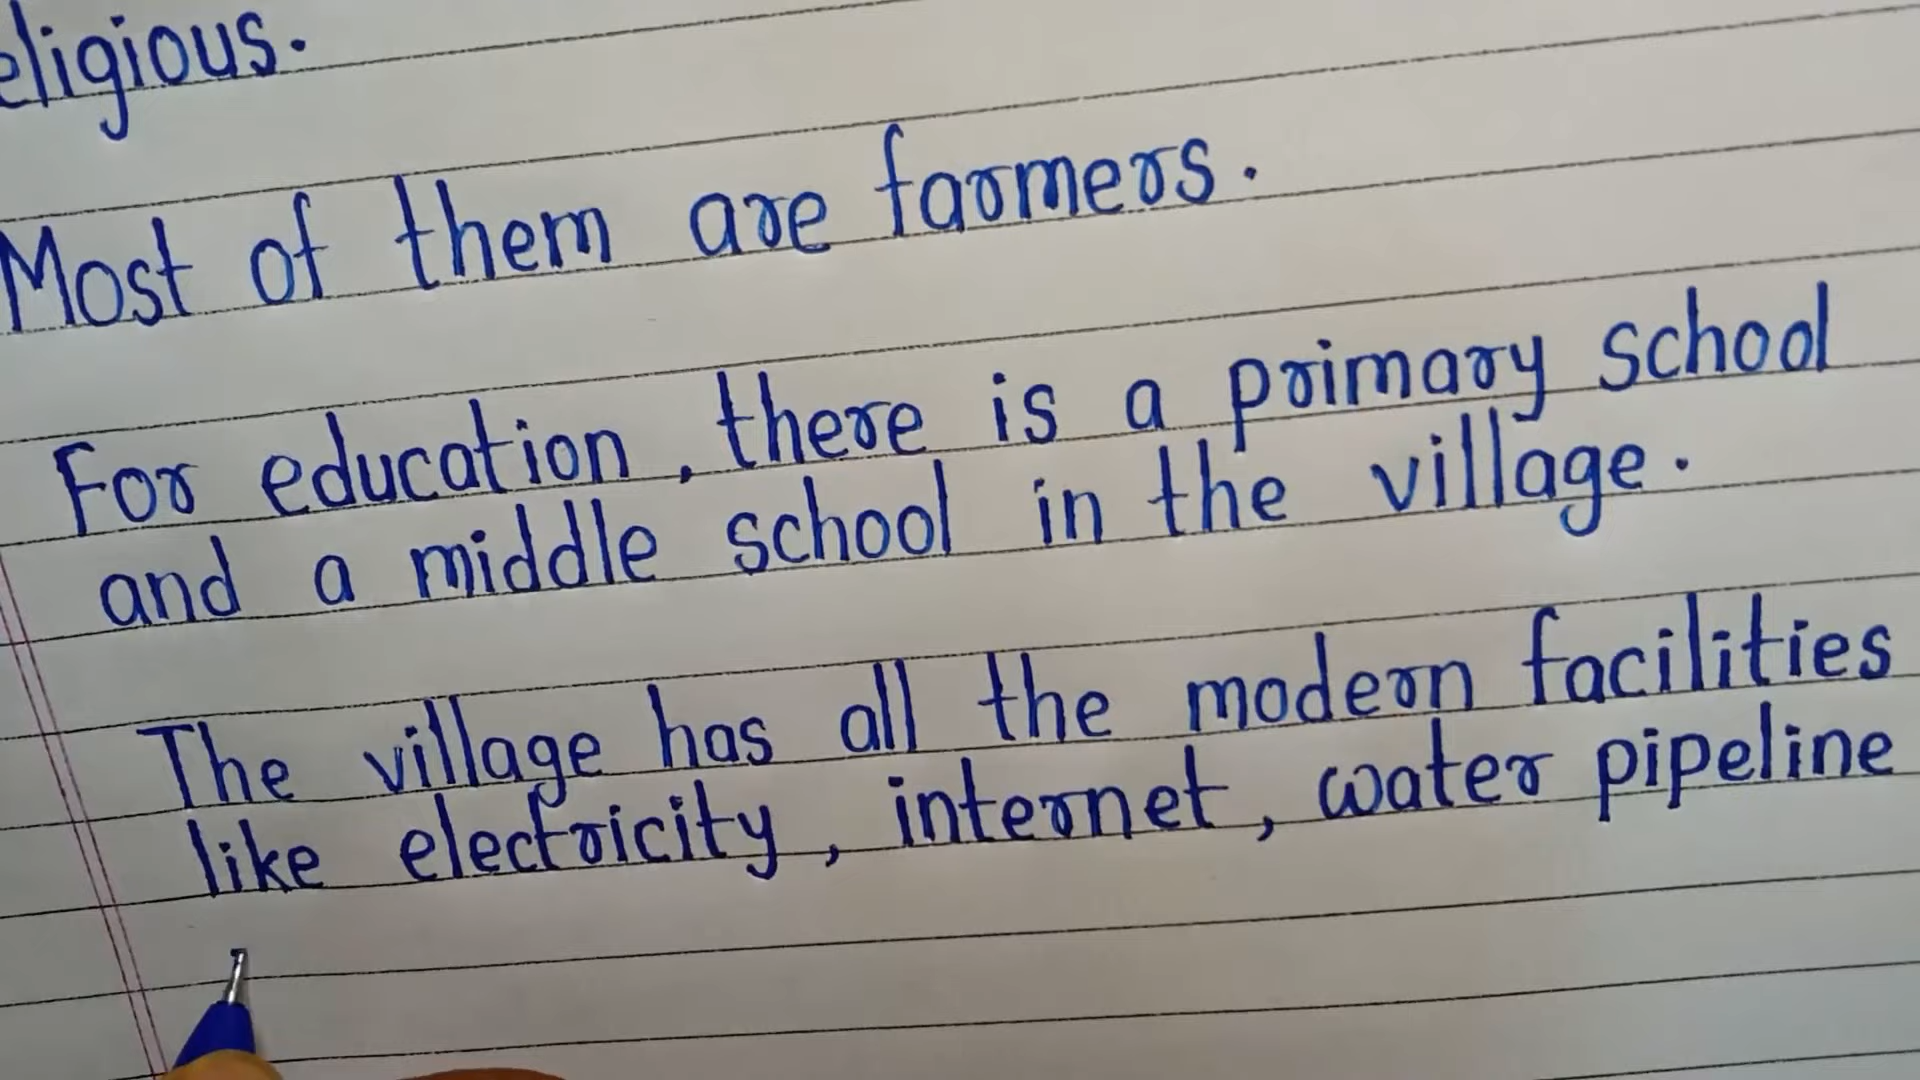 eligious.
Most of them are farmers.
For education, there is a primary school
and a middle school in the village.
The village has all the modern facilities
like electricity, internet, water pipeline